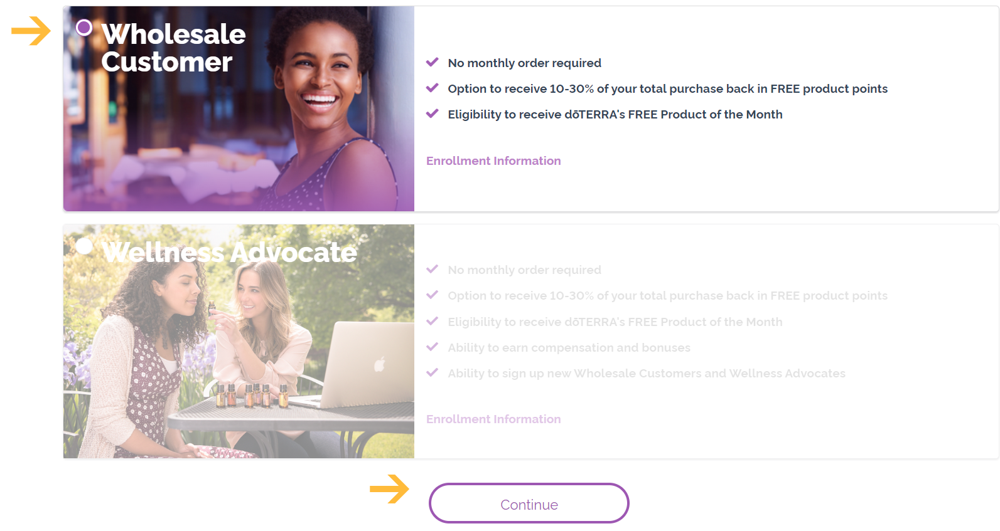 Wholesale
Customer
No monthly order required
Option to receive 10-30% of your total purchase back in FREE product points
Eligibility to receive dōTERRA's FREE Product of the Month
Enrollment Information
Wellness Advocate
No monthly order required
Option to receive 10-30% of your total purchase back in FREE product points
Eligibility to receive dōTERRA's FREE Product of the Month
Ability to earn compensation and bonuses
Ability to sign up new Wholesale Customers and Wellness Advocates
Enrollment Information
Continue